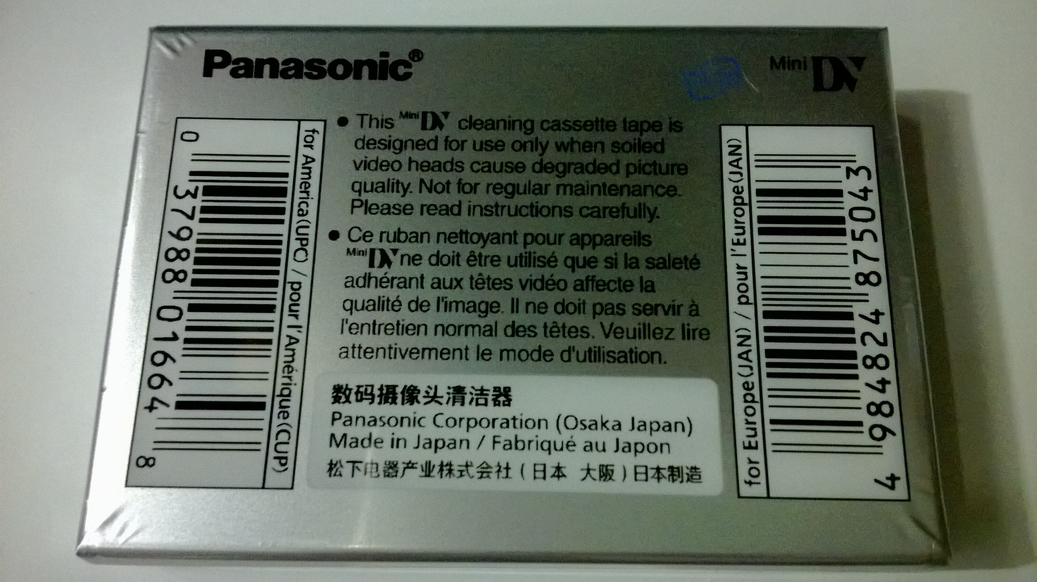 Panasonic®
Mini DV
0 37988 01664 8
for America(UPC) / pour l'Amérique(CUP)
● This Mini DV cleaning cassette tape is
designed for use only when soiled
video heads cause degraded picture
quality. Not for regular maintenance.
Please read instructions carefully.
● Ce ruban nettoyant pour appareils
Mini DV ne doit être utilisé que si la saleté
adhérant aux têtes vidéo affecte la
qualité de l'image. Il ne doit pas servir à
l'entretien normal des têtes. Veuillez lire
attentivement le mode d'utilisation.
数码摄像头清洁器
Panasonic Corporation (Osaka Japan)
Made in Japan / Fabriqué au Japon
松下电器产业株式会社 ( 日本 大阪 ) 日本制造
for Europe(JAN) / pour l'Europe(JAN)
4 984824 875043